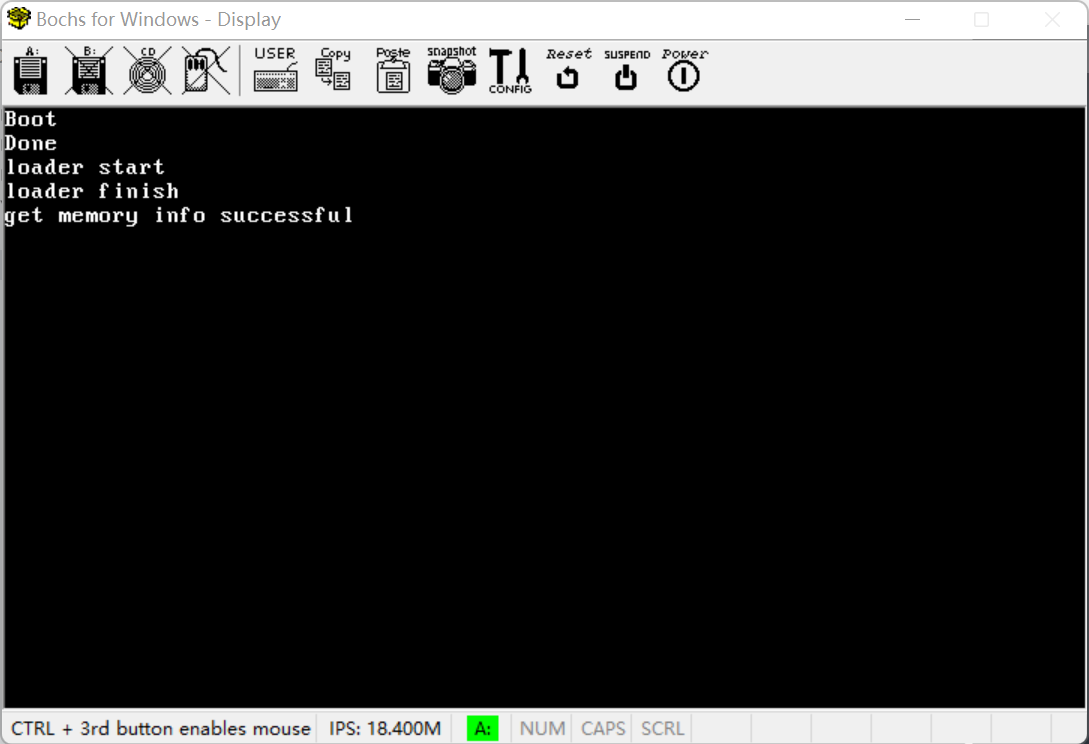 Bochs for Windows - Display
A: B: CD USER Copy Paste snapshot CONFIG Reset SUSPEND Power
Boot
Done
loader start
loader finish
get memory info successful
CTRL + 3rd button enables mouse IPS: 18.400M A: NUM CAPS SCRL